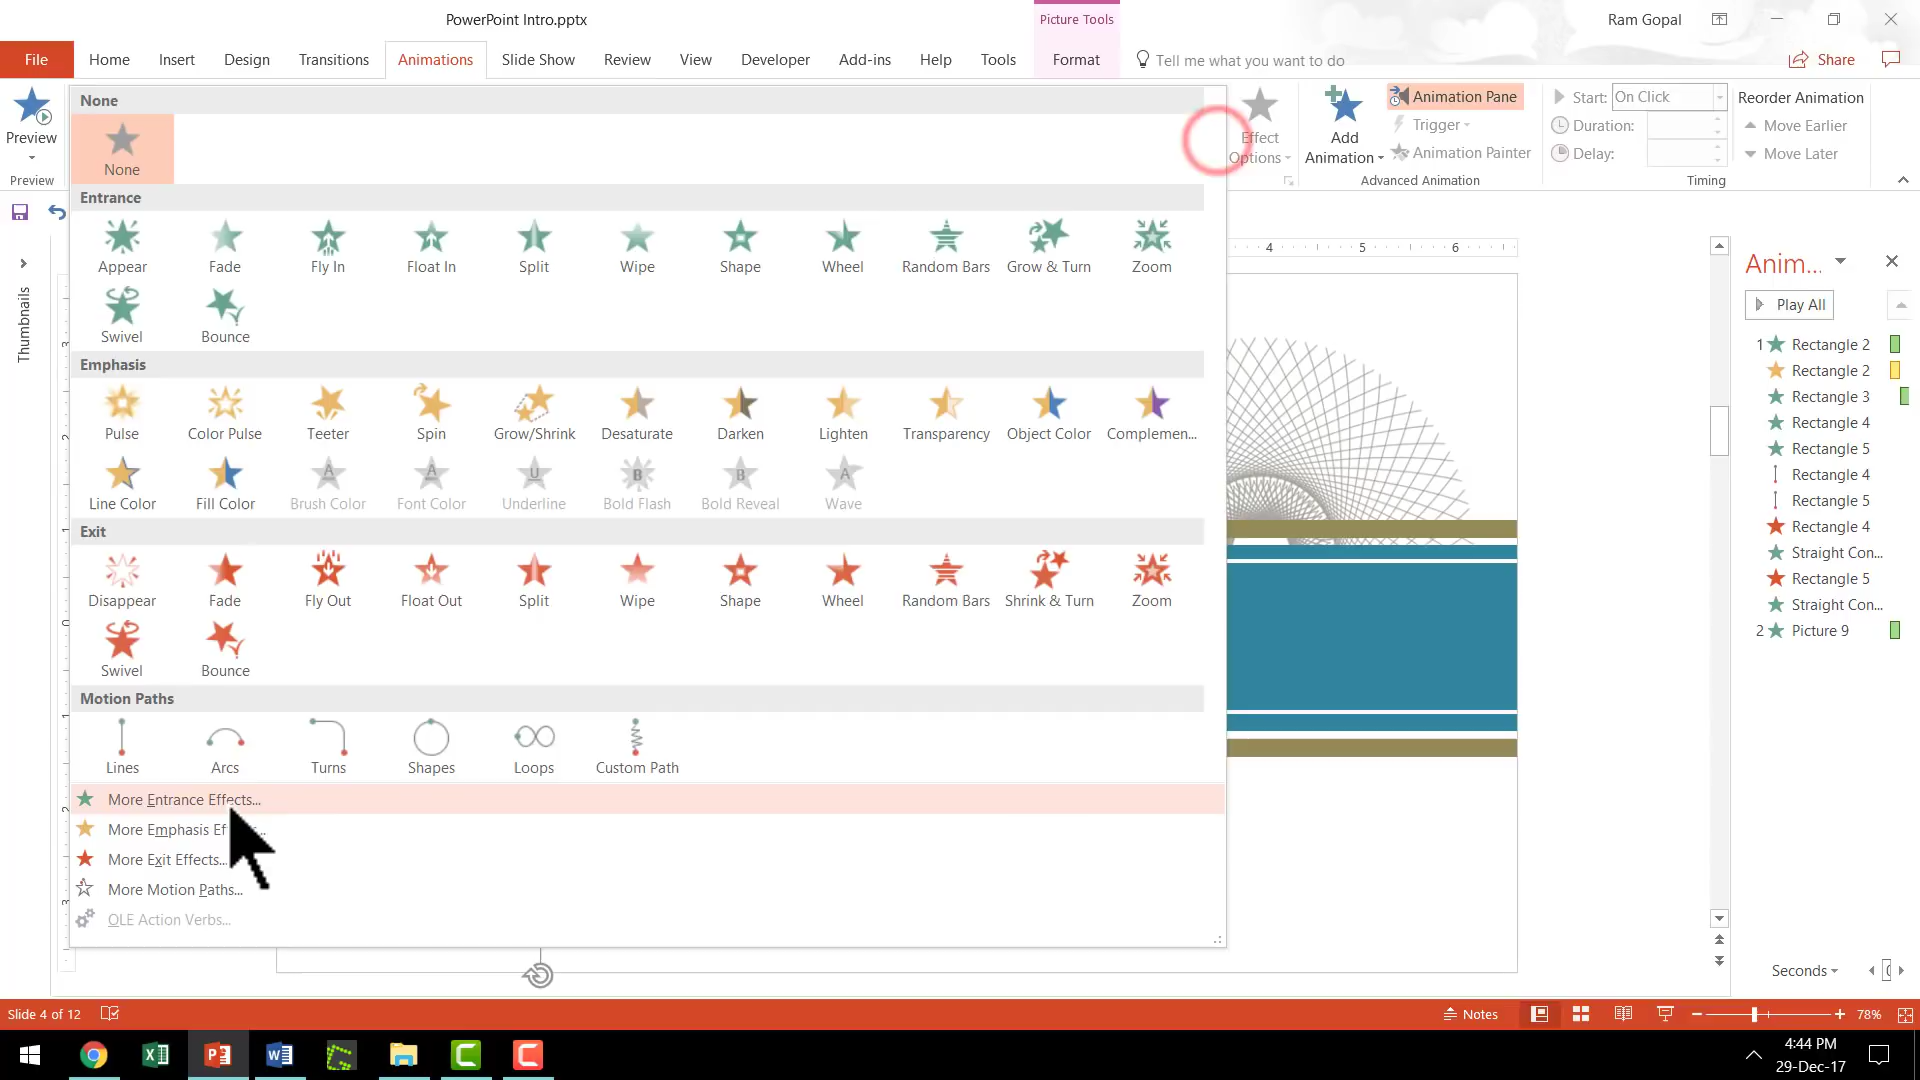 PowerPoint Intro.pptx
Picture Tools
Ram Gopal
File
Home
Insert
Design
Transitions
Animations
Slide Show
Review
View
Developer
Add-ins
Help
Tools
Format
Tell me what you want to do
Share
Preview
Preview
Effect
Options
Add
Animation
Animation Pane
Trigger
Animation Painter
Advanced Animation
Start: On Click
Duration:
Delay:
Timing
Reorder Animation
Move Earlier
Move Later
None
None
Entrance
Appear Fade Fly In Float In Split Wipe Shape Wheel Random Bars Grow & Turn Zoom
Swivel Bounce
Emphasis
Pulse Color Pulse Teeter Spin Grow/Shrink Desaturate Darken Lighten Transparency Object Color Complemen...
Line Color Fill Color Brush Color Font Color Underline Bold Flash Bold Reveal Wave
Exit
Disappear Fade Fly Out Float Out Split Wipe Shape Wheel Random Bars Shrink & Turn Zoom
Swivel Bounce
Motion Paths
Lines Arcs Turns Shapes Loops Custom Path
More Entrance Effects...
More Emphasis
More Exit Effects...
More Motion Paths...
OLE Action Verbs...
Thumbnails
4 5 6
Anim...
Play All
1 Rectangle 2
Rectangle 2
Rectangle 3
Rectangle 4
Rectangle 5
Rectangle 4
Rectangle 5
Rectangle 4
Straight Con...
Rectangle 5
Straight Con...
2 Picture 9
Seconds
Slide 4 of 12
Notes
78%
4:44 PM
29-Dec-17